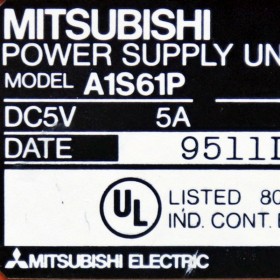 MITSUBISHI
POWER SUPPLY UN
MODEL A1S61P
DC5V 5A
DATE 9511
UL
LISTED 80
IND. CONT.
MITSUBISHI ELECTRIC